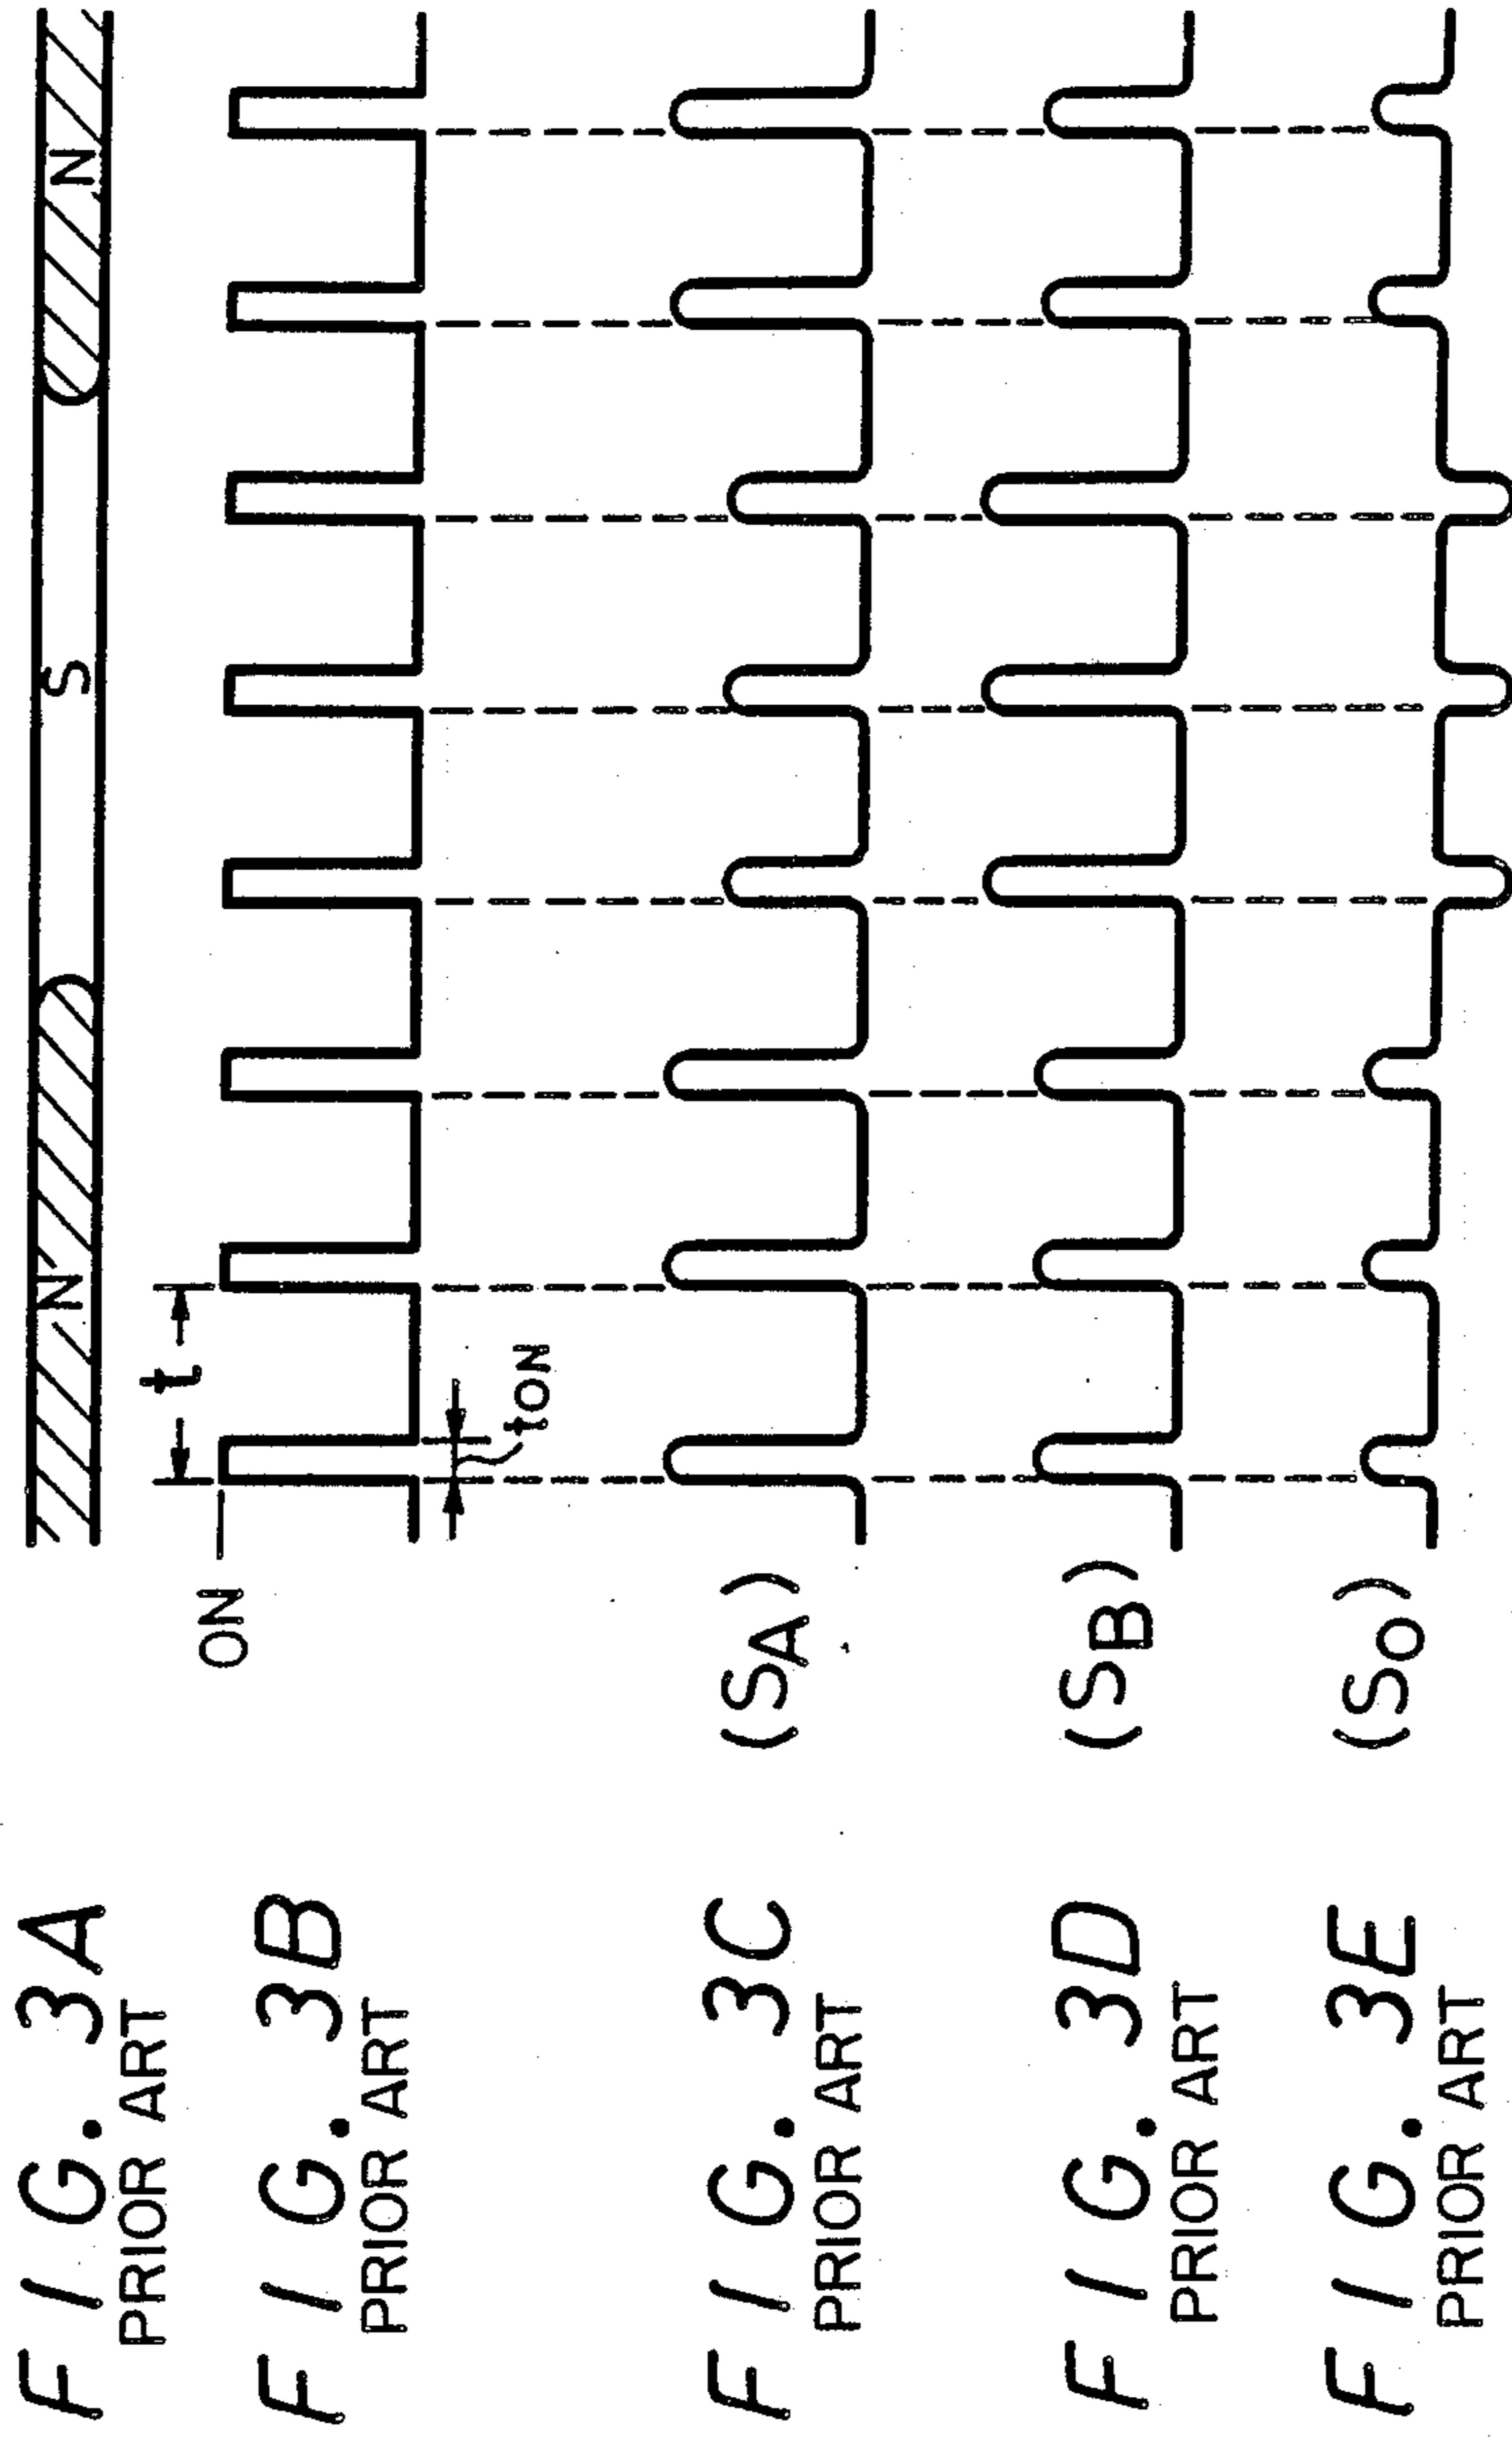 FIG. 3A
PRIOR ART
N
S
N
FIG. 3B
PRIOR ART
ON
t
tON
FIG. 3C
PRIOR ART
(SA)
FIG. 3D
PRIOR ART
(SB)
FIG. 3E
PRIOR ART
(SO)